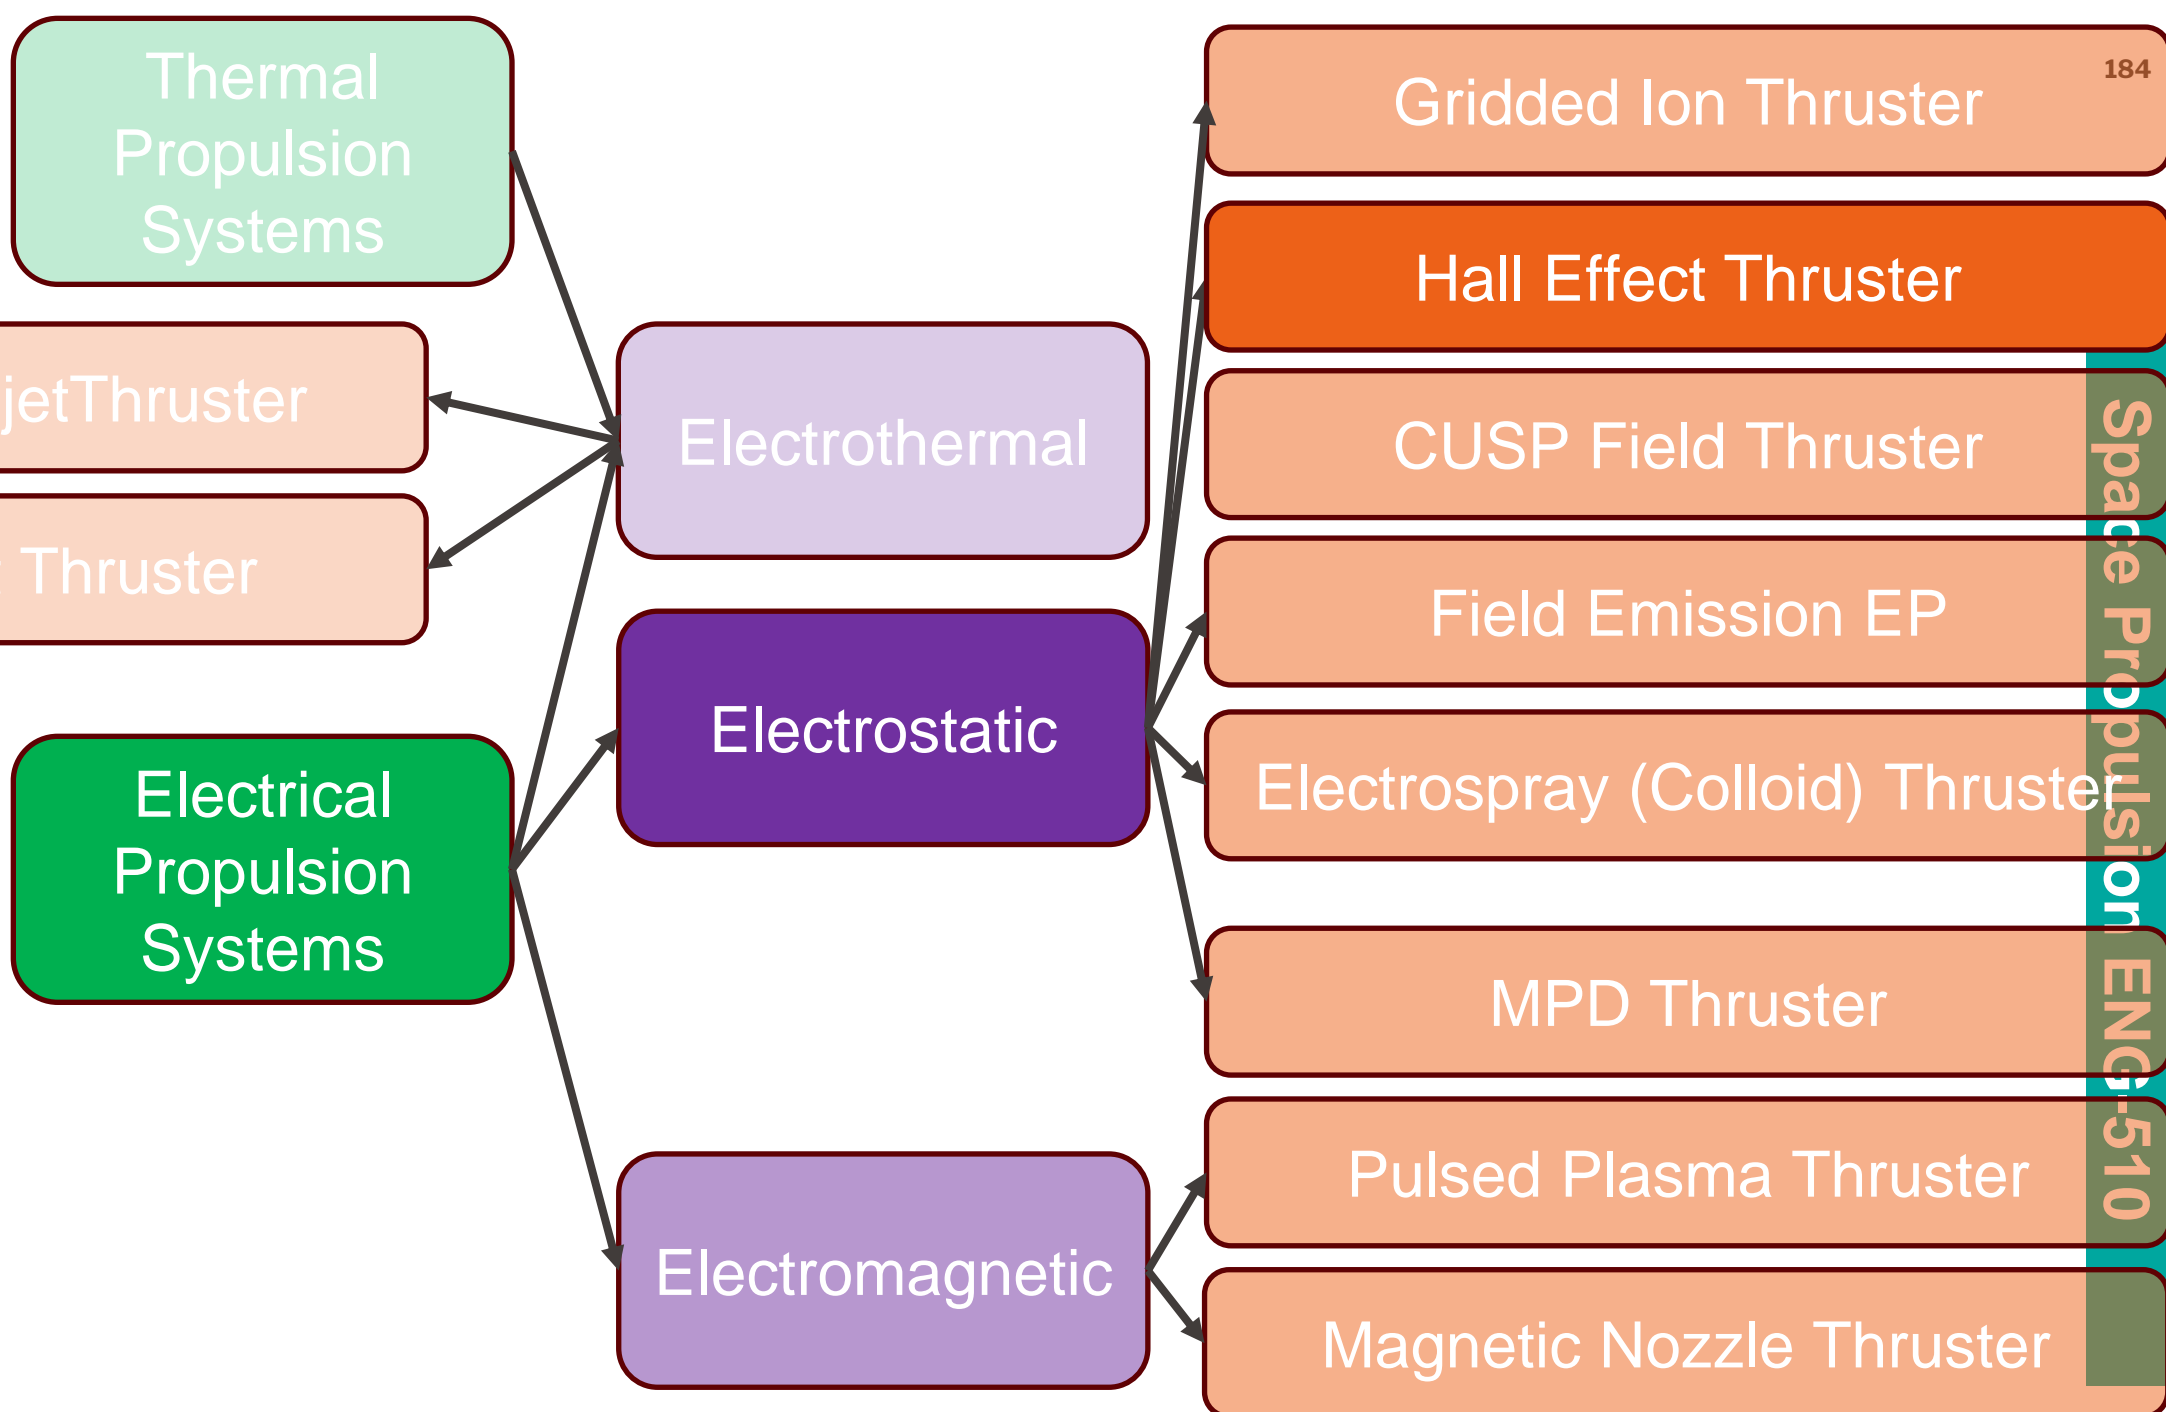 Thermal
Propulsion
Systems
jetThruster
Thruster
Electrical
Propulsion
Systems
Electrothermal
Electrostatic
Electromagnetic
Gridded Ion Thruster
184
Hall Effect Thruster
CUSP Field Thruster
Field Emission EP
Electrospray (Colloid) Thruster
MPD Thruster
Pulsed Plasma Thruster
Magnetic Nozzle Thruster
Space Propulsion ENG-510